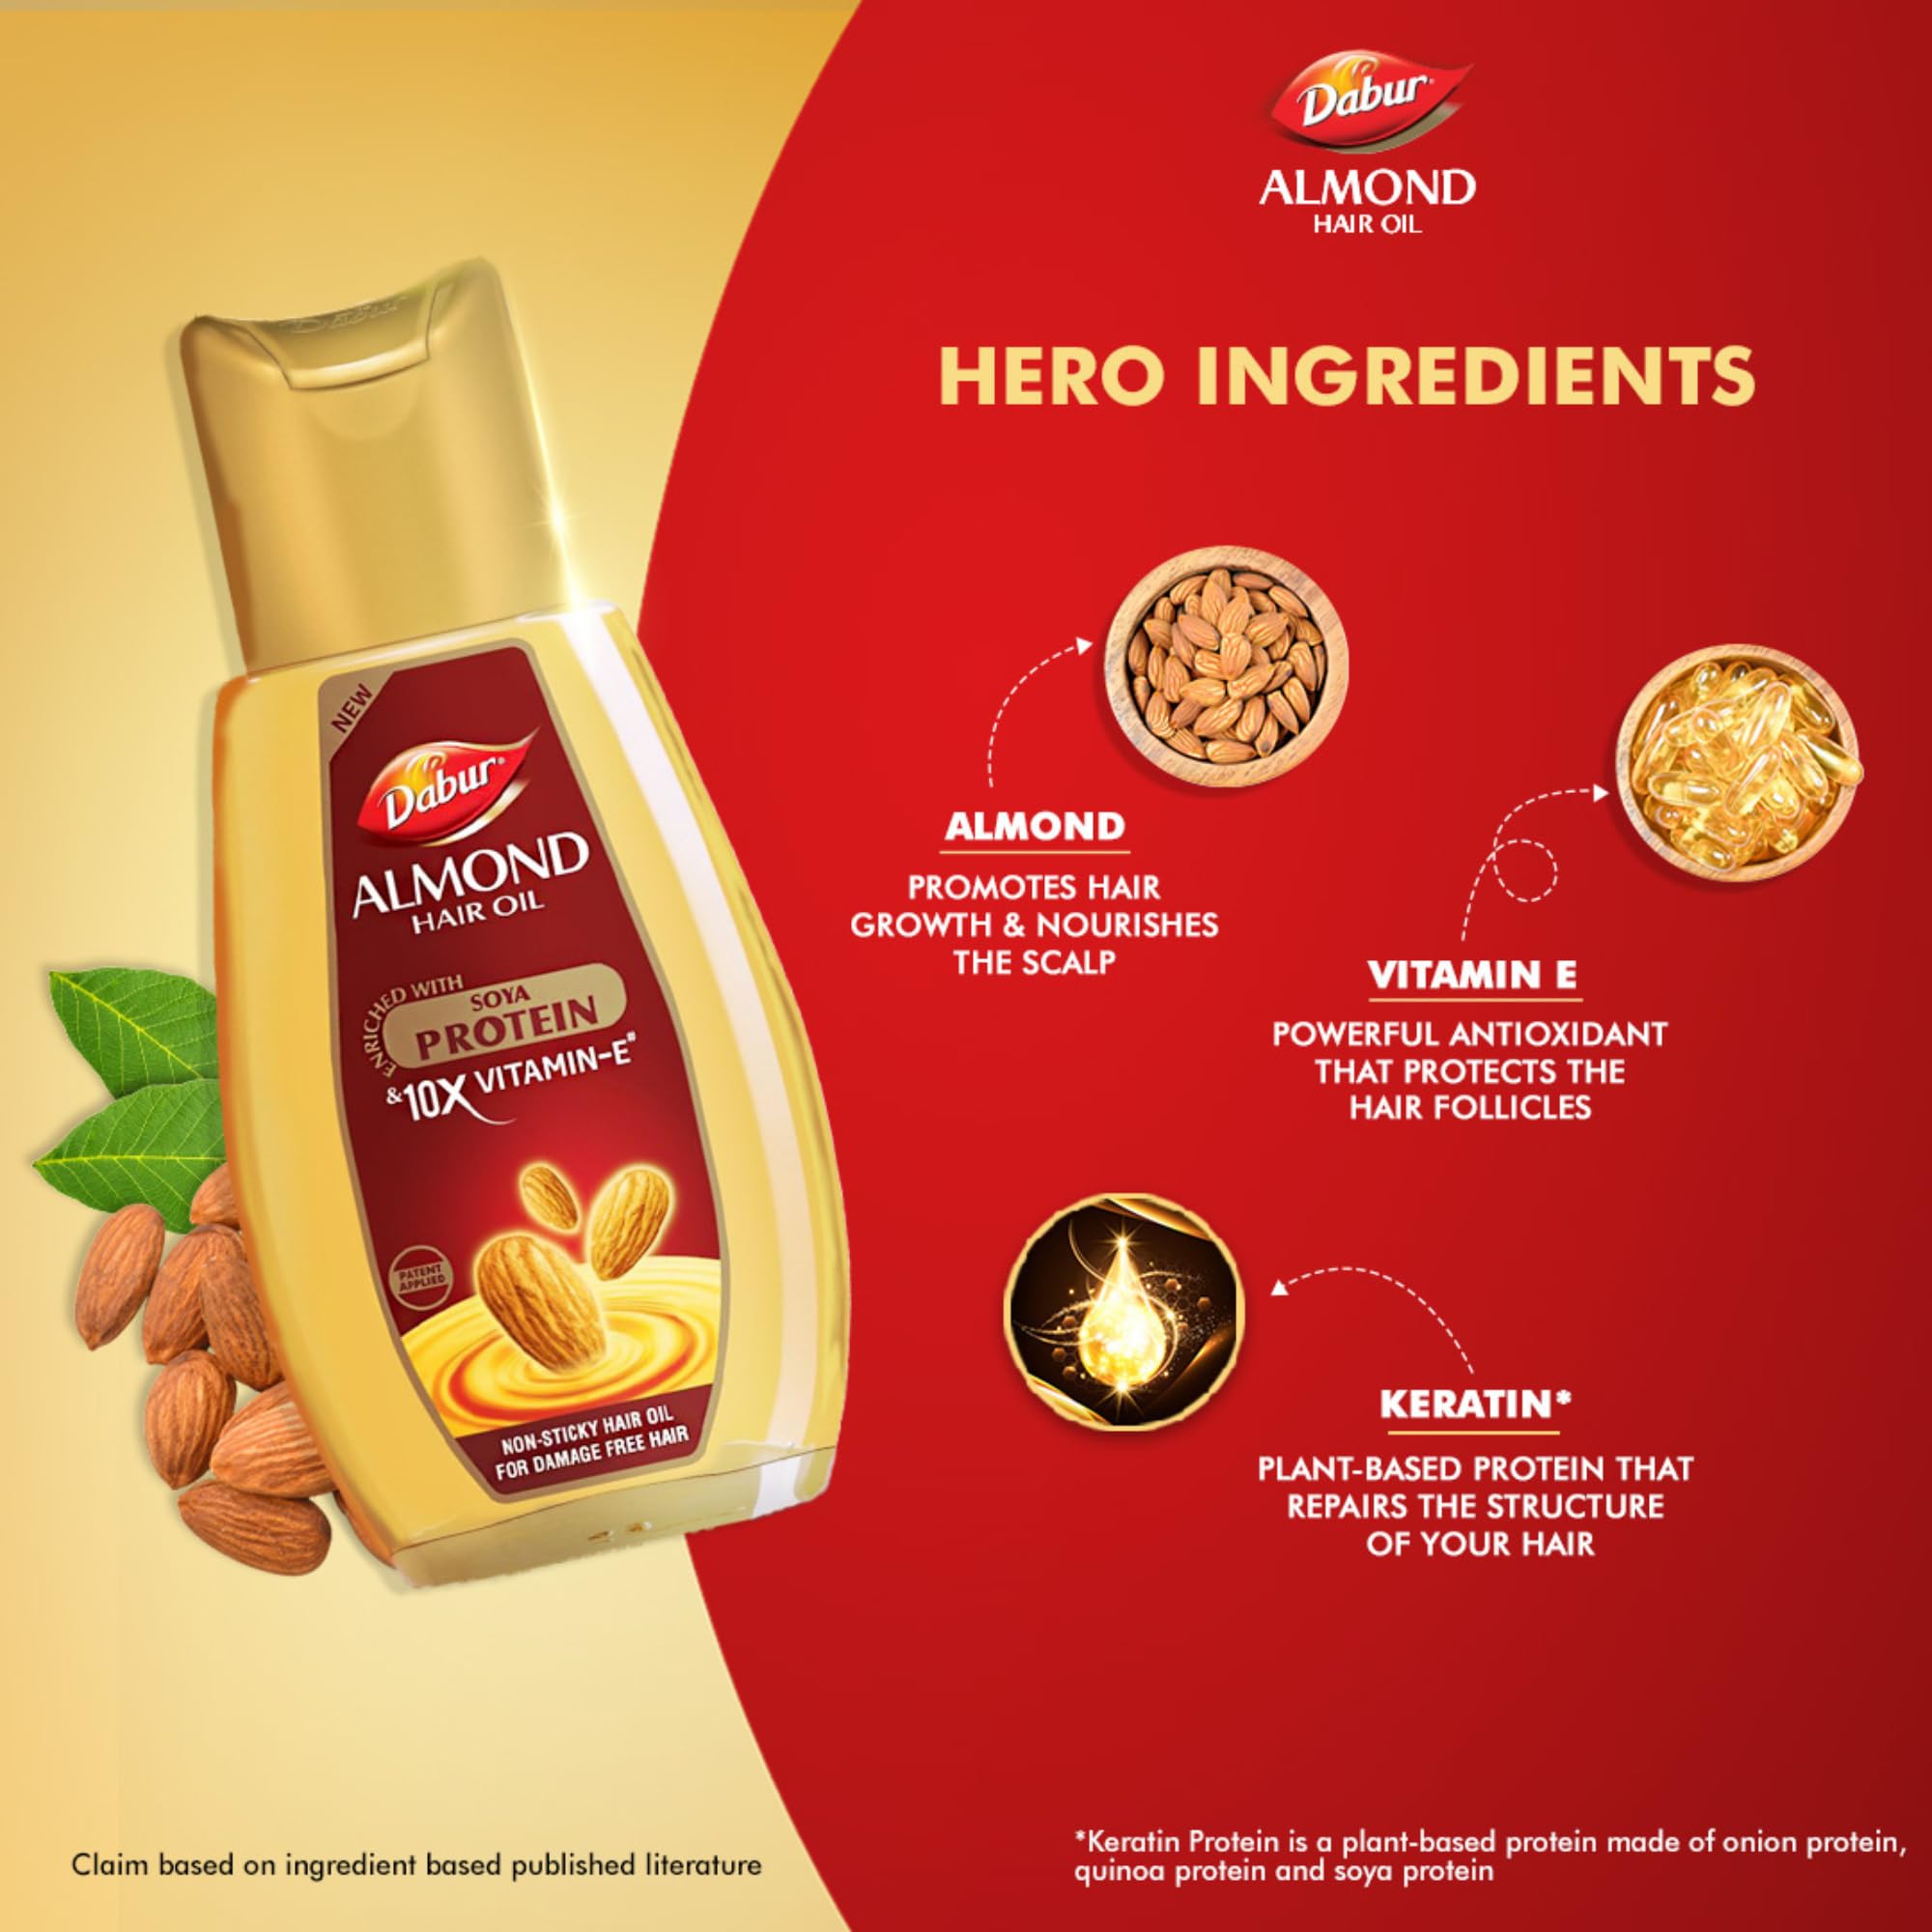 Dabur
ALMOND
HAIR OIL
HERO INGREDIENTS
ALMOND
PROMOTES HAIR
GROWTH & NOURISHES
THE SCALP
VITAMIN E
POWERFUL ANTIOXIDANT
THAT PROTECTS THE
HAIR FOLLICLES
KERATIN*
PLANT-BASED PROTEIN THAT
REPAIRS THE STRUCTURE
OF YOUR HAIR
NEW
Dabur
ALMOND
HAIR OIL
ENRICHED WITH
SOYA
PROTEIN
&10X VITAMIN-E#
PATENT
APPLIED
NON-STICKY HAIR OIL
FOR DAMAGE FREE HAIR
Claim based on ingredient based published literature
*Keratin Protein is a plant-based protein made of onion protein,
quinoa protein and soya protein